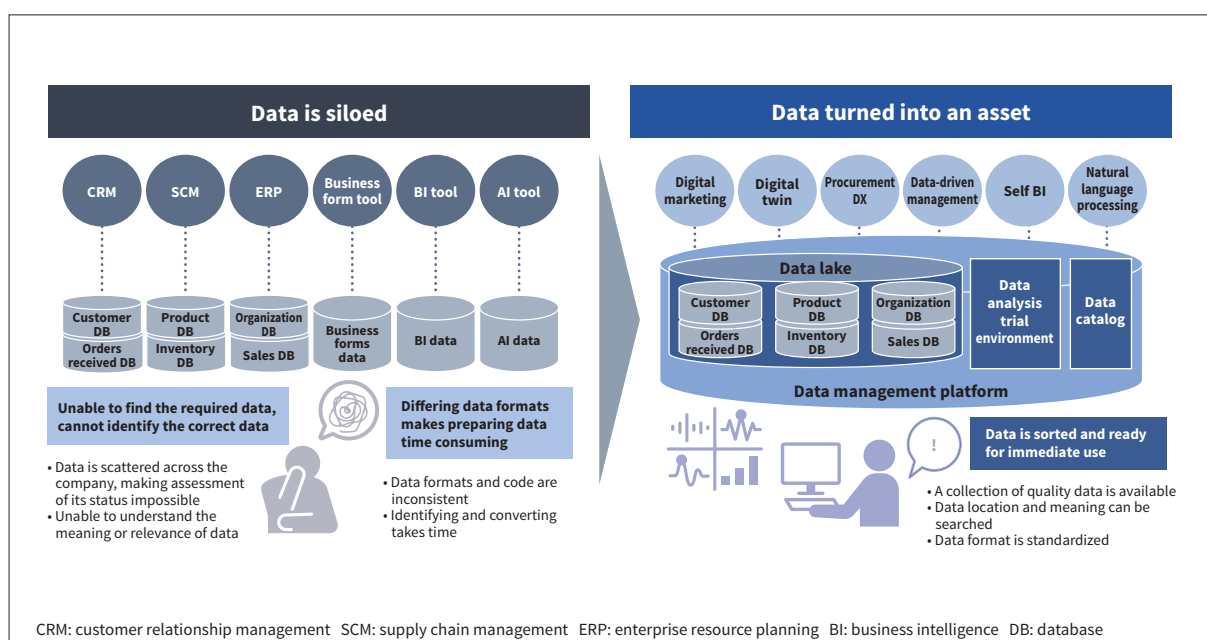 Data is siloed
CRM
SCM
ERP
Business
form tool
BI tool
AI tool
Customer
DB
Orders
received DB
Product
DB
Inventory
DB
Organization
DB
Sales DB
Business
forms
data
BI data
AI data
Unable to find the required data,
cannot identify the correct data
• Data is scattered across the
company, making assessment
of its status impossible
• Unable to understand the
meaning or relevance of data
Differing data formats
makes preparing data
time consuming
• Data formats and code are
inconsistent
• Identifying and converting
takes time
Data turned into an asset
Digital
marketing
Digital
twin
Procurement
DX
Data-driven
management
Self BI
Natural
language
processing
Data lake
Customer
DB
Orders
received DB
Product
DB
Inventory
DB
Organization
DB
Sales DB
Data
analysis
trial
environment
Data
catalog
Data management platform
!
Data is sorted and ready
for immediate use
• A collection of quality data is available
• Data location and meaning can be
searched
• Data format is standardized
CRM: customer relationship management SCM: supply chain management ERP: enterprise resource planning BI: business intelligence DB: database